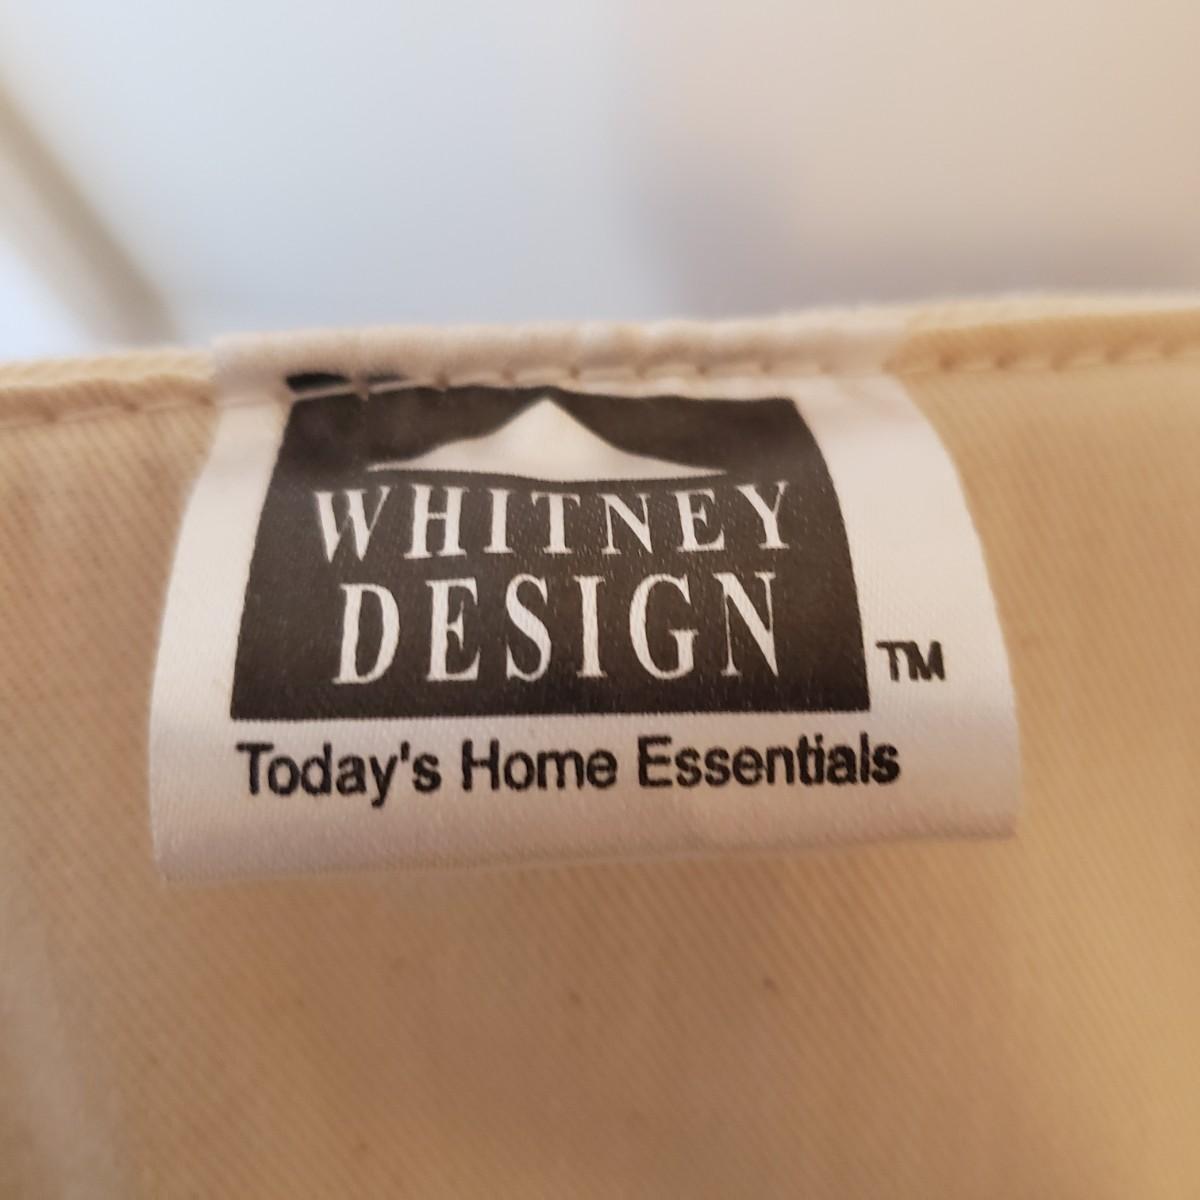 WHITNEY
DESIGN
TM
Today's Home Essentials